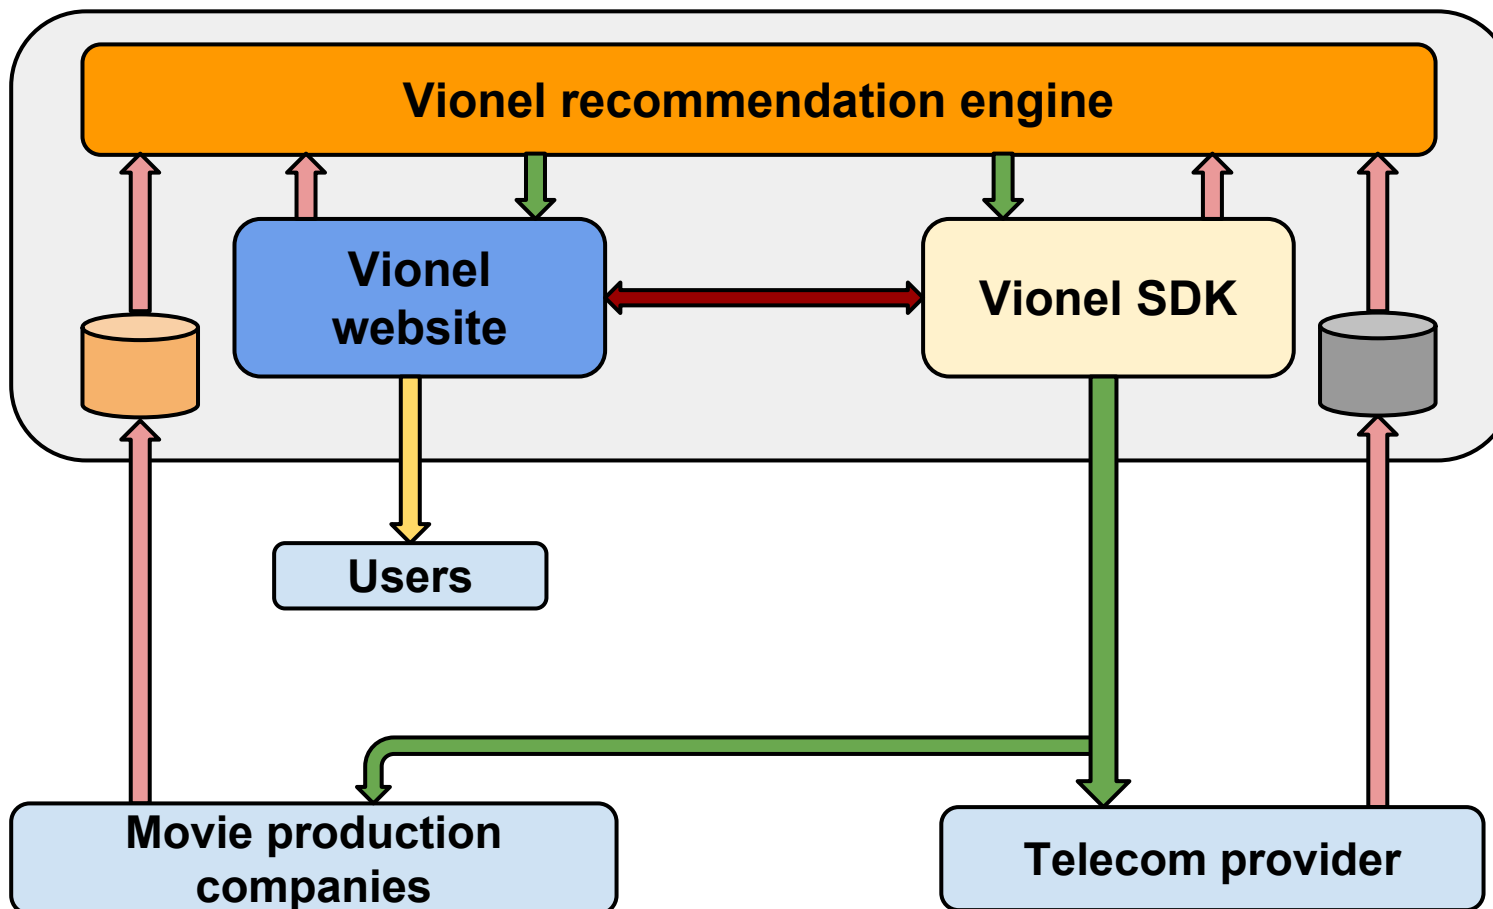 Vionel recommendation engine
Vionel
website
Vionel SDK
Users
Movie production
companies
Telecom provider